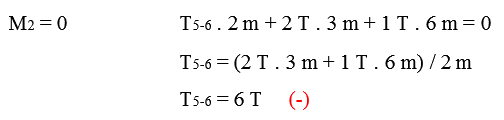 M2 = 0 T5-6 . 2 m + 2 T . 3 m + 1 T . 6 m = 0
T5-6 = (2 T . 3 m + 1 T . 6 m) / 2 m
T5-6 = 6 T (-)